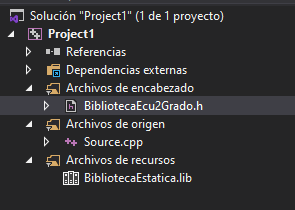 Solución "Project1" (1 de 1 proyecto)
Project1
Referencias
Dependencias externas
Archivos de encabezado
BibliotecaEcu2Grado.h
Archivos de origen
Source.cpp
Archivos de recursos
BibliotecaEstatica.lib